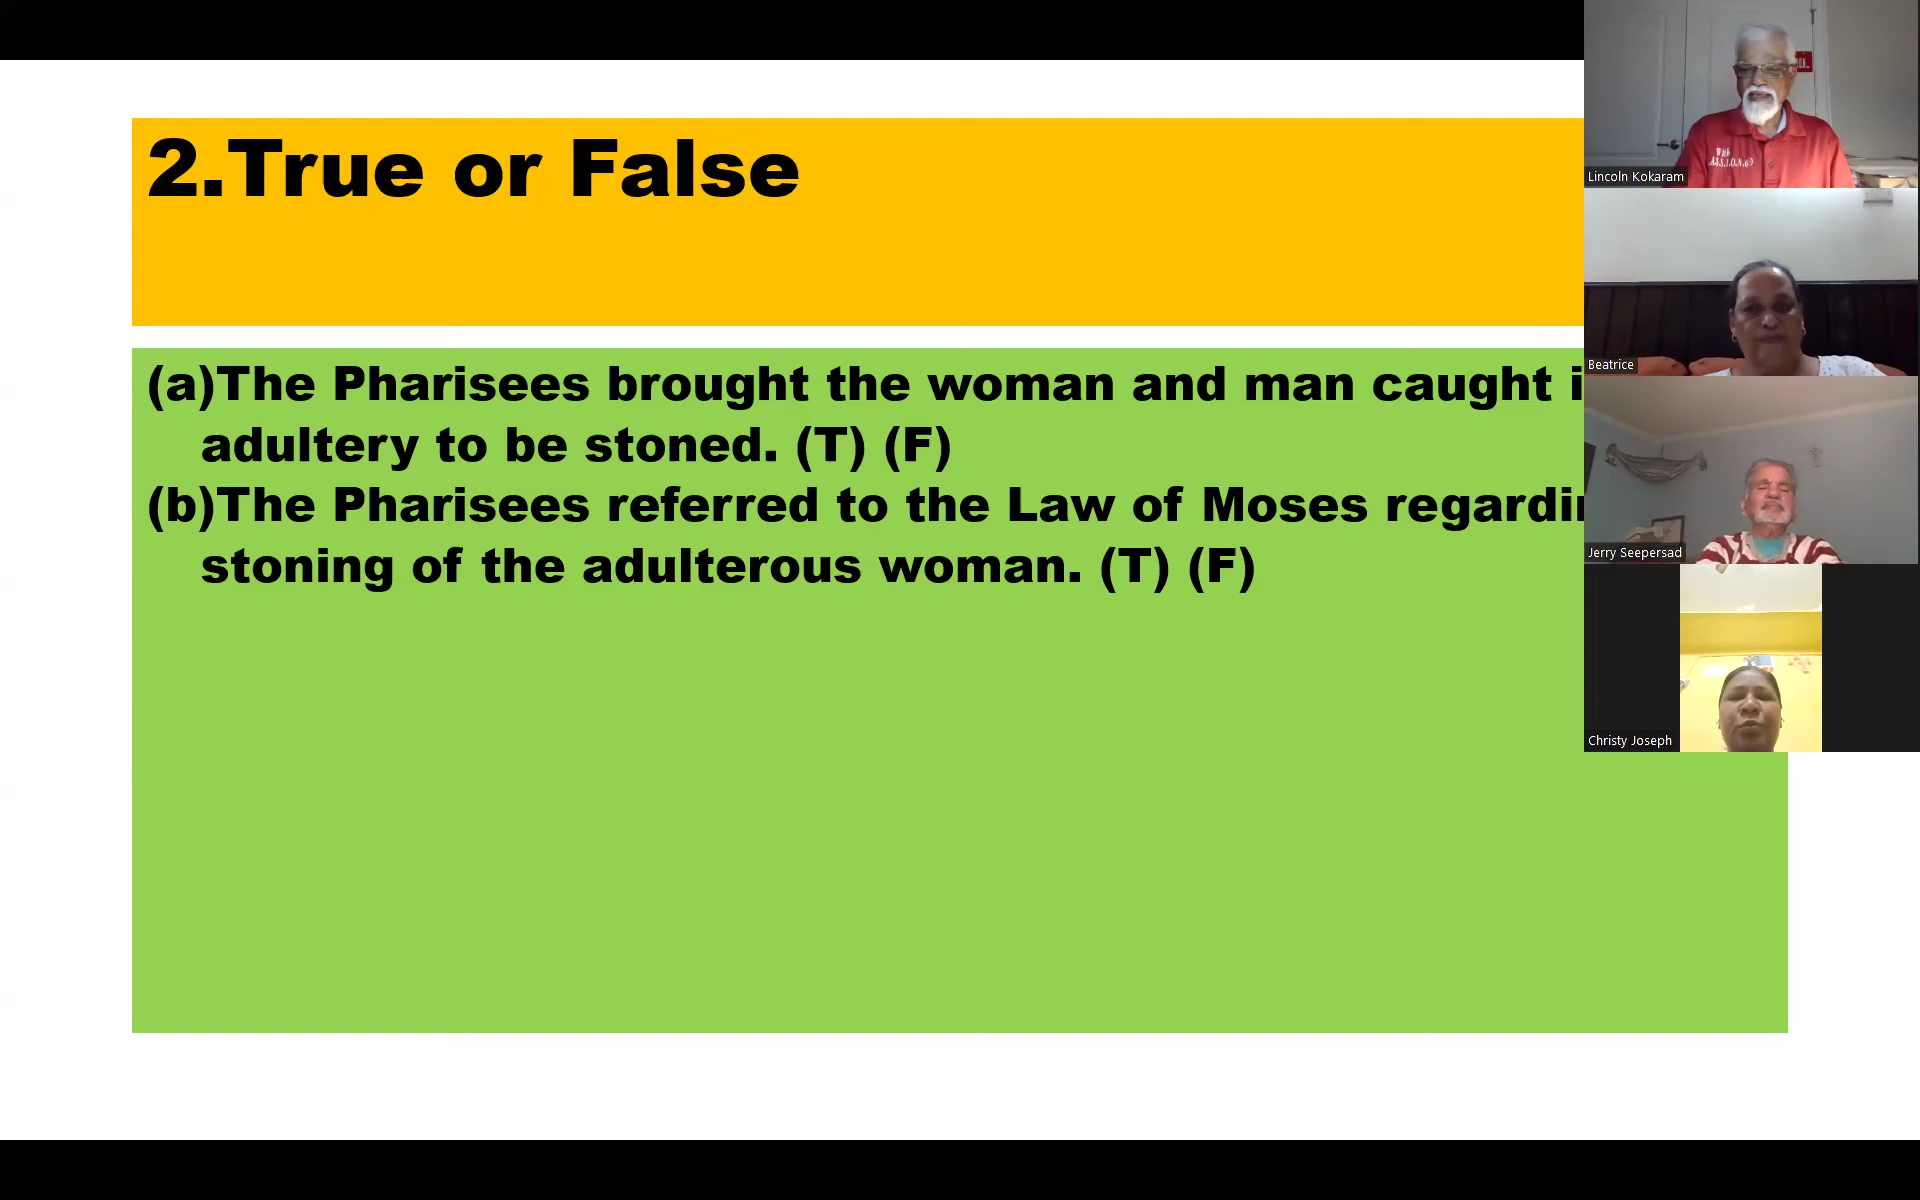 2.True or False
(a)The Pharisees brought the woman and man caught
adultery to be stoned. (T) (F)
(b)The Pharisees referred to the Law of Moses
stoning of the adulterous woman. (T) (F)
Lincoln Kokaram
Beatrice
Jerry Seepersad
Christy Joseph